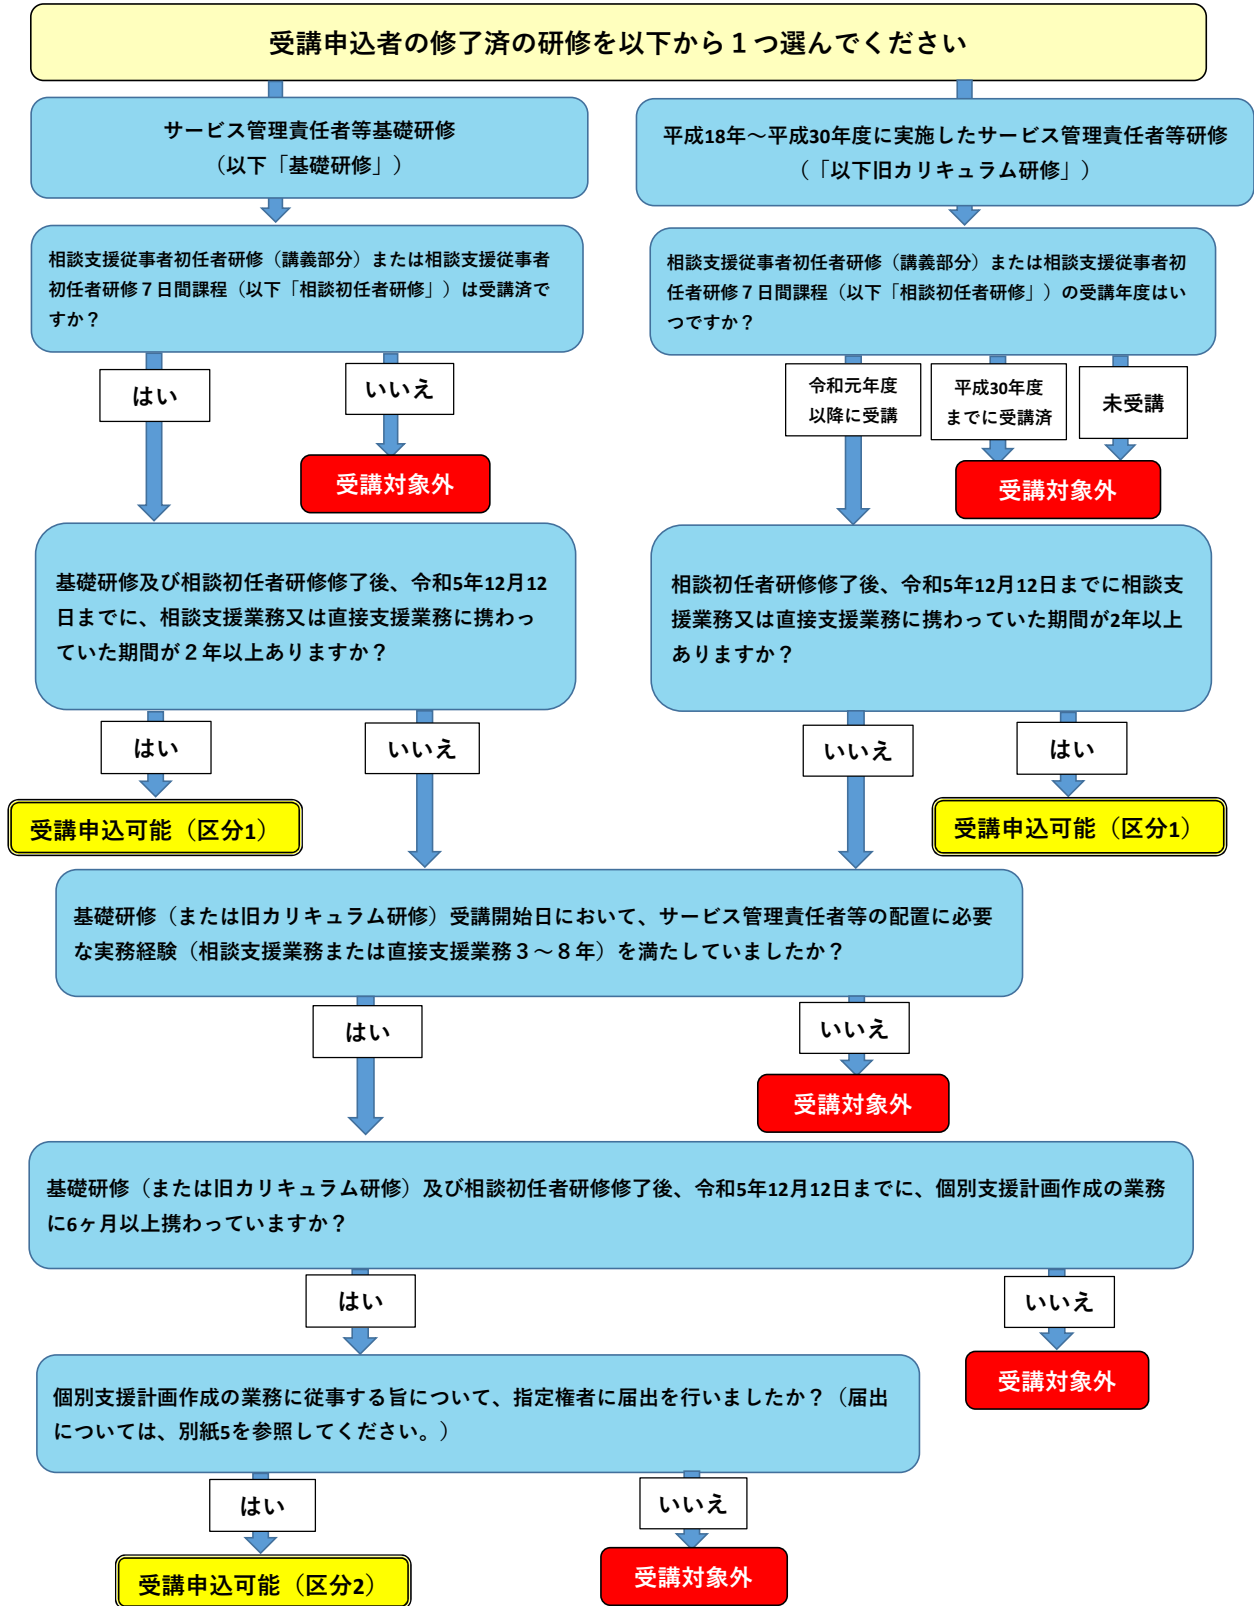 受講申込者の修了済の研修を以下から１つ選んでください
サービス管理責任者等基礎研修
（以下「基礎研修」）
平成18年～平成30年度に実施したサービス管理責任者等研修
（「以下旧カリキュラム研修」）
相談支援従事者初任者研修（講義部分）または相談支援従事者
初任者研修７日間課程（以下「相談初任者研修」）は受講済で
すか？
相談支援従事者初任者研修（講義部分）または相談支援従事者初
任者研修７日間課程（以下「相談初任者研修」）の受講年度はい
つですか？
はい
いいえ
令和元年度
以降に受講
平成30年度
までに受講済
未受講
受講対象外
受講対象外
基礎研修及び相談初任者研修修了後、令和5年12月12
日までに、相談支援業務又は直接支援業務に携わっ
ていた期間が２年以上ありますか？
相談初任者研修修了後、令和5年12月12日までに相談支
援業務又は直接支援業務に携わっていた期間が2年以上
ありますか？
はい
いいえ
いいえ
はい
受講申込可能（区分1）
受講申込可能（区分1）
基礎研修（または旧カリキュラム研修）受講開始日において、サービス管理責任者等の配置に必要
な実務経験（相談支援業務または直接支援業務３～８年）を満たしていましたか？
はい
いいえ
受講対象外
基礎研修（または旧カリキュラム研修）及び相談初任者研修修了後、令和5年12月12日までに、個別支援計画作成の業務
に6ヶ月以上携わっていますか？
はい
いいえ
受講対象外
個別支援計画作成の業務に従事する旨について、指定権者に届出を行いましたか？（届出
については、別紙5を参照してください。）
はい
いいえ
受講申込可能（区分2）
受講対象外